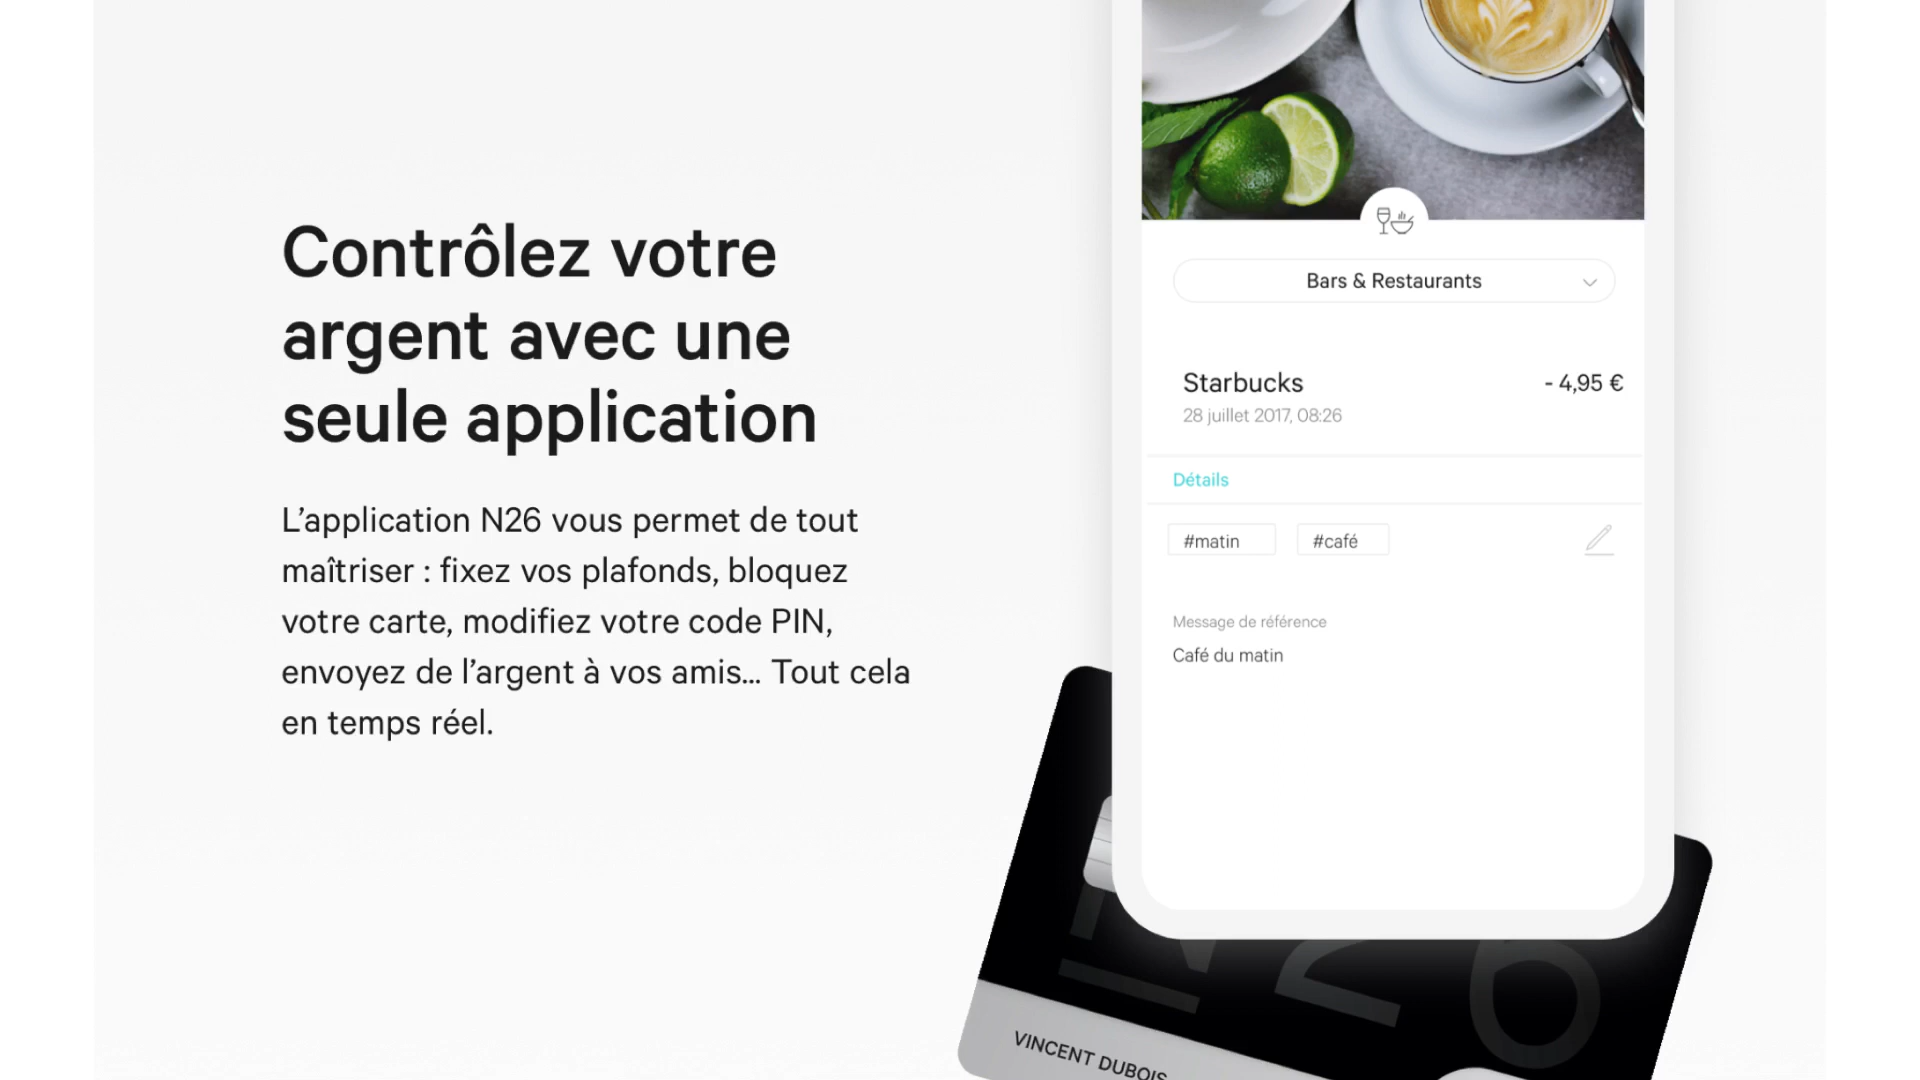 Contrôlez votre
argent avec une
seule application
L’application N26 vous permet de tout
maîtriser : fixez vos plafonds, bloquez
votre carte, modifiez votre code PIN,
envoyez de l’argent à vos amis... Tout cela
en temps réel.
Bars & Restaurants
Starbucks
- 4,95 €
28 juillet 2017, 08:26
Détails
#matin
#café
Message de référence
Café du matin
N26
VINCENT DUBOIS